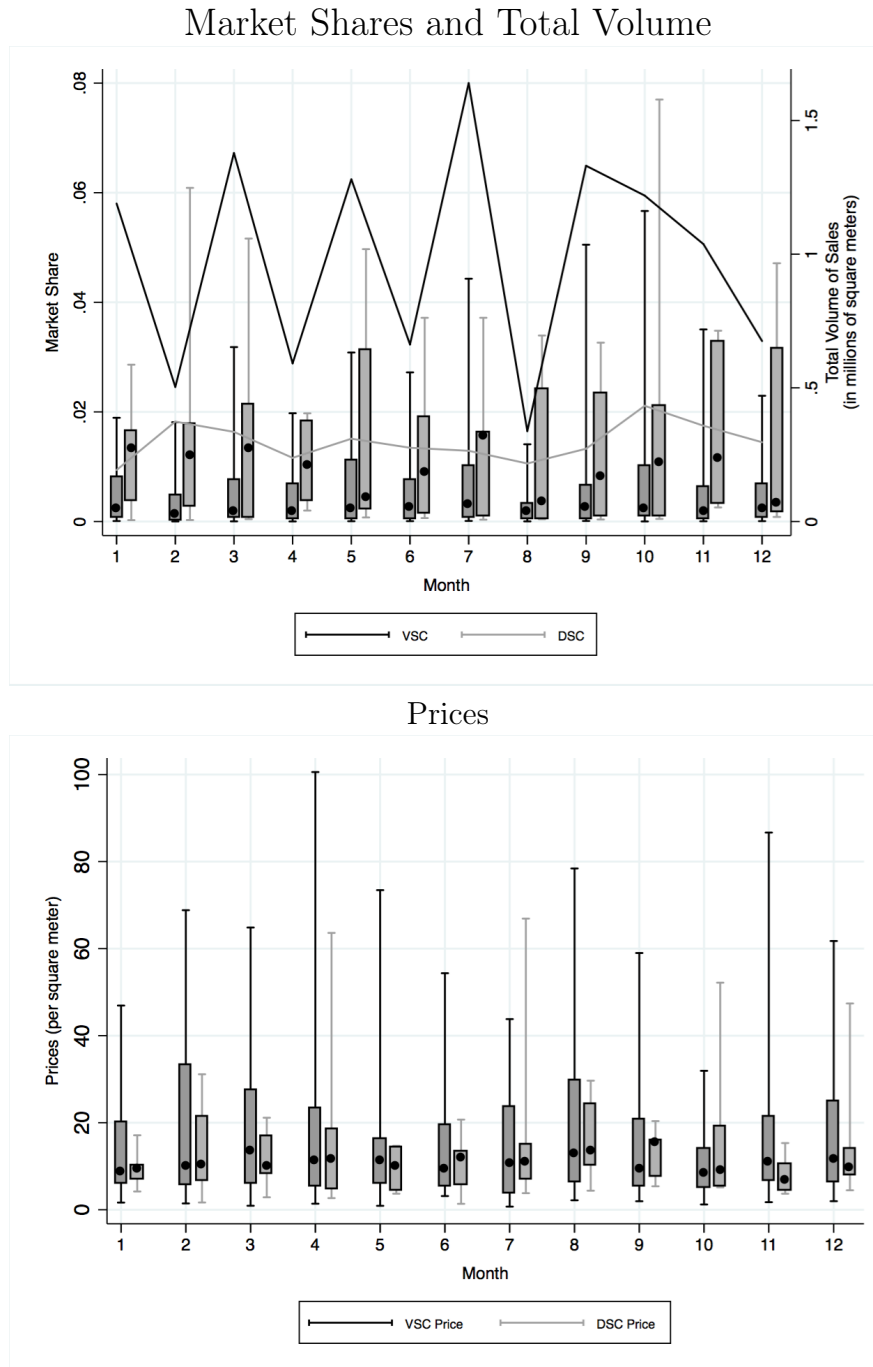 Market Shares and Total Volume
.08
.06
.04
.02
0
Market Share
1.5
1
.5
0
Total Volume of Sales
(in millions of square meters)
1 2 3 4 5 6 7 8 9 10 11 12
Month
VSC DSC
Prices
100
80
60
40
20
0
Prices (per square meter)
1 2 3 4 5 6 7 8 9 10 11 12
Month
VSC Price DSC Price